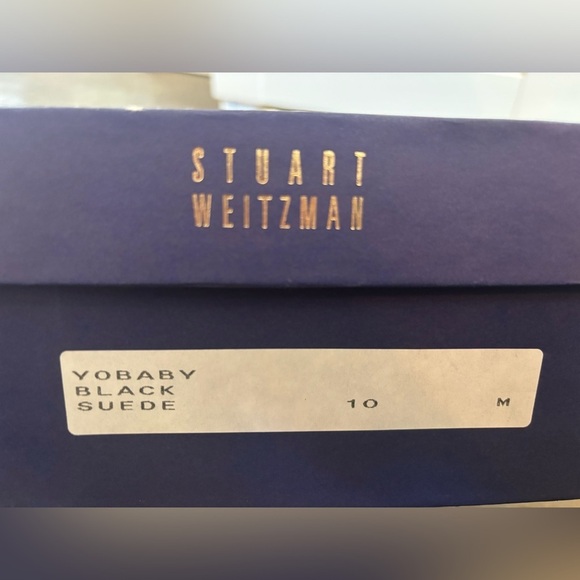 STUART
WEITZMAN
YOBABY
BLACK
SUEDE 10 M